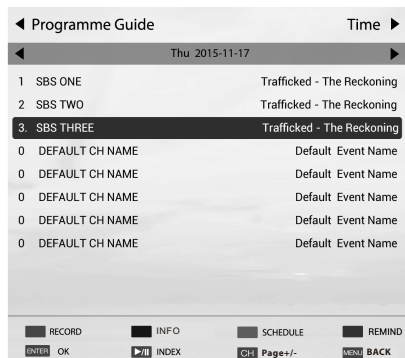 ◀ Programme Guide Time ▶
◀ Thu 2015-11-17 ▶
1 SBS ONE Trafficked - The Reckoning
2 SBS TWO Trafficked - The Reckoning
3. SBS THREE Trafficked - The Reckoning
0 DEFAULT CH NAME Default Event Name
0 DEFAULT CH NAME Default Event Name
0 DEFAULT CH NAME Default Event Name
0 DEFAULT CH NAME Default Event Name
0 DEFAULT CH NAME Default Event Name
RECORD INFO SCHEDULE REMIND
ENTER OK ▶/II INDEX CH Page+/- MENU BACK